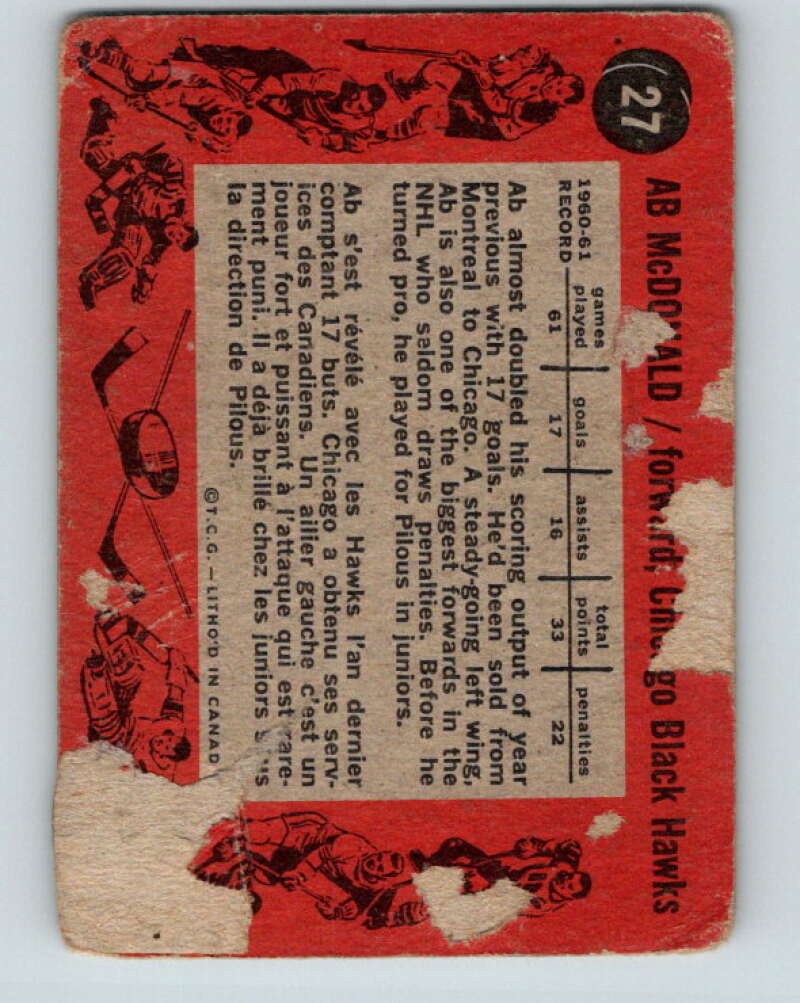 27
AB McDONALD / forward, Chicago Black Hawks
1960-61 games played goals assists total points penalties
RECORD 61 17 16 33 22
Ab almost doubled his scoring output of year
previous with 17 goals. He'd been sold from
Montreal to Chicago. A steady-going left wing,
Ab is also one of the biggest forwards in the
NHL who seldom draws penalties. Before he
turned pro, he played for Pilous in juniors.
Ab s'est révélé avec les Hawks l'an dernier
comptant 17 buts. Chicago a obtenu ses serv-
ices des Canadiens. Un ailier gauche c'est un
joueur fort et puissant à l'attaque qui est rare-
ment puni. Il a déjà brillé chez les juniors sous
la direction de Pilous.
©T.C.G.—LITHO'D IN CANAD